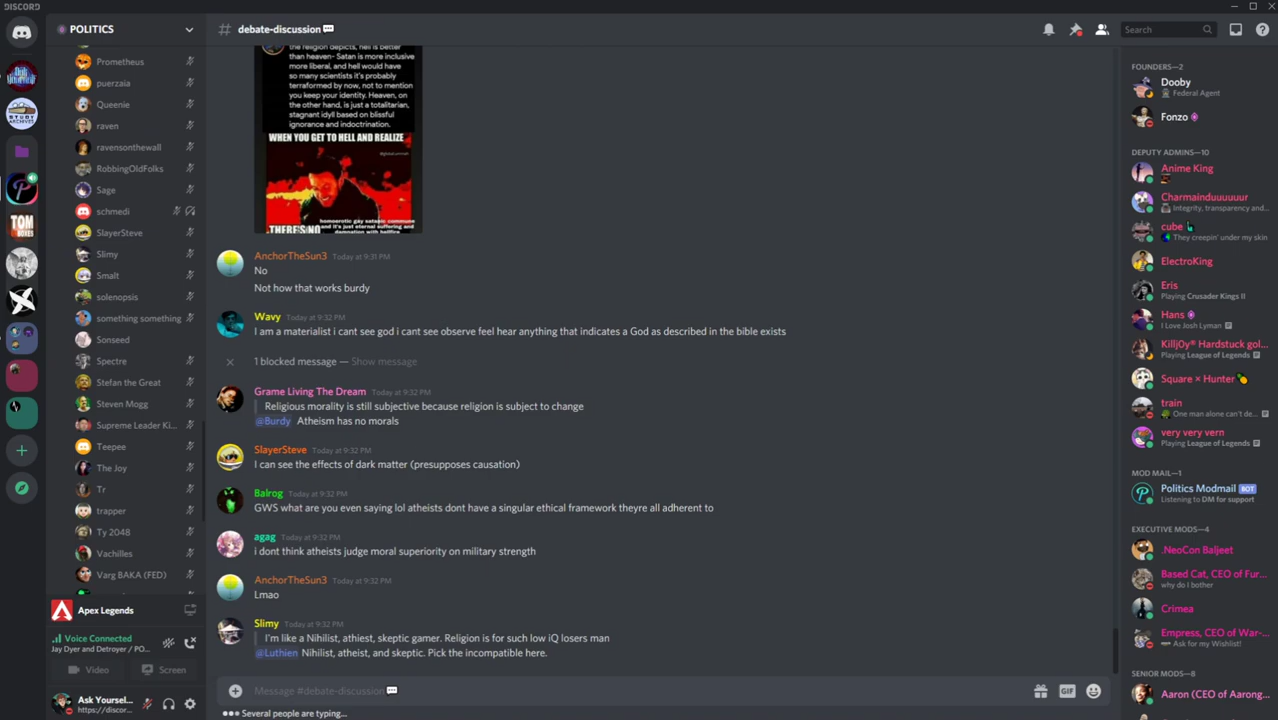 DISCORD
POLITICS
Prometheus
puerzaia
Queenie
raven
ravensonthewall
RobbingOldFolks
Sage
schmedi
SlayerSteve
Slimy
Smalt
solenopsis
something something
Sonseed
Spectre
Stefan the Great
Steven Mogg
Supreme Leader Ki...
Teepee
The Joy
Tr
trapper
Ty 2048
Vachilles
Varg BAKA (FED)
Apex Legends
Voice Connected
Jay Dyer and Detroyer / PO...
Video
Screen
Ask Yoursel...
https://discor...
STUDY
ARCHIVES
TOM
BOXES
# debate-discussion
the religion depicts, hell is better
than heaven- Satan is more inclusive
more liberal, and hell would have
so many scientists it's probably
terraformed by now, not to mention
you keep your identity. Heaven, on
the other hand, is just a totalitarian,
stagnant idyll based on blissful
ignorance and indoctrination.
WHEN YOU GET TO HELL AND REALIZE
homoerotic gay satanic commune
THERE'S NO
and it's just eternal suffering and
damnation with hellfire
AnchorTheSun3 Today at 9:31 PM
No
Not how that works burdy
Wavy Today at 9:32 PM
I am a materialist i cant see god i cant see observe feel hear anything that indicates a God as described in the bible exists
1 blocked message — Show message
Grame Living The Dream Today at 9:32 PM
Religious morality is still subjective because religion is subject to change
@Burdy Atheism has no morals
SlayerSteve Today at 9:32 PM
I can see the effects of dark matter (presupposes causation)
Balrog Today at 9:32 PM
GWS what are you even saying lol atheists dont have a singular ethical framework theyre all adherent to
agag Today at 9:32 PM
i dont think atheists judge moral superiority on military strength
AnchorTheSun3 Today at 9:32 PM
Lmao
Slimy Today at 9:32 PM
I'm like a Nihilist, athiest, skeptic gamer. Religion is for such low iQ losers man
@Luthien Nihilist, atheist, and skeptic. Pick the incompatible here.
Message #debate-discussion
GIF
Several people are typing...
Search
FOUNDERS—2
Dooby
Federal Agent
Fonzo
DEPUTY ADMINS—10
Anime King
Charmainduuuuuur
Integrity, transparency and...
cube
They creepin' under my skin
ElectroKing
Eris
Playing Crusader Kings II
Hans
I Love Josh Lyman
Killj0y® Hardstuck gol...
Playing League of Legends
Square × Hunter
train
One man alone can't de...
very very vern
Playing League of Legends
MOD MAIL—1
Politics Modmail BOT
Listening to DM for support
EXECUTIVE MODS—4
.NeoCon Baljeet
Based Cat, CEO of Fur...
why do I bother
Crimea
Empress, CEO of War-...
Ask for my Wishlist!
SENIOR MODS—8
Aaron (CEO of Aarong...